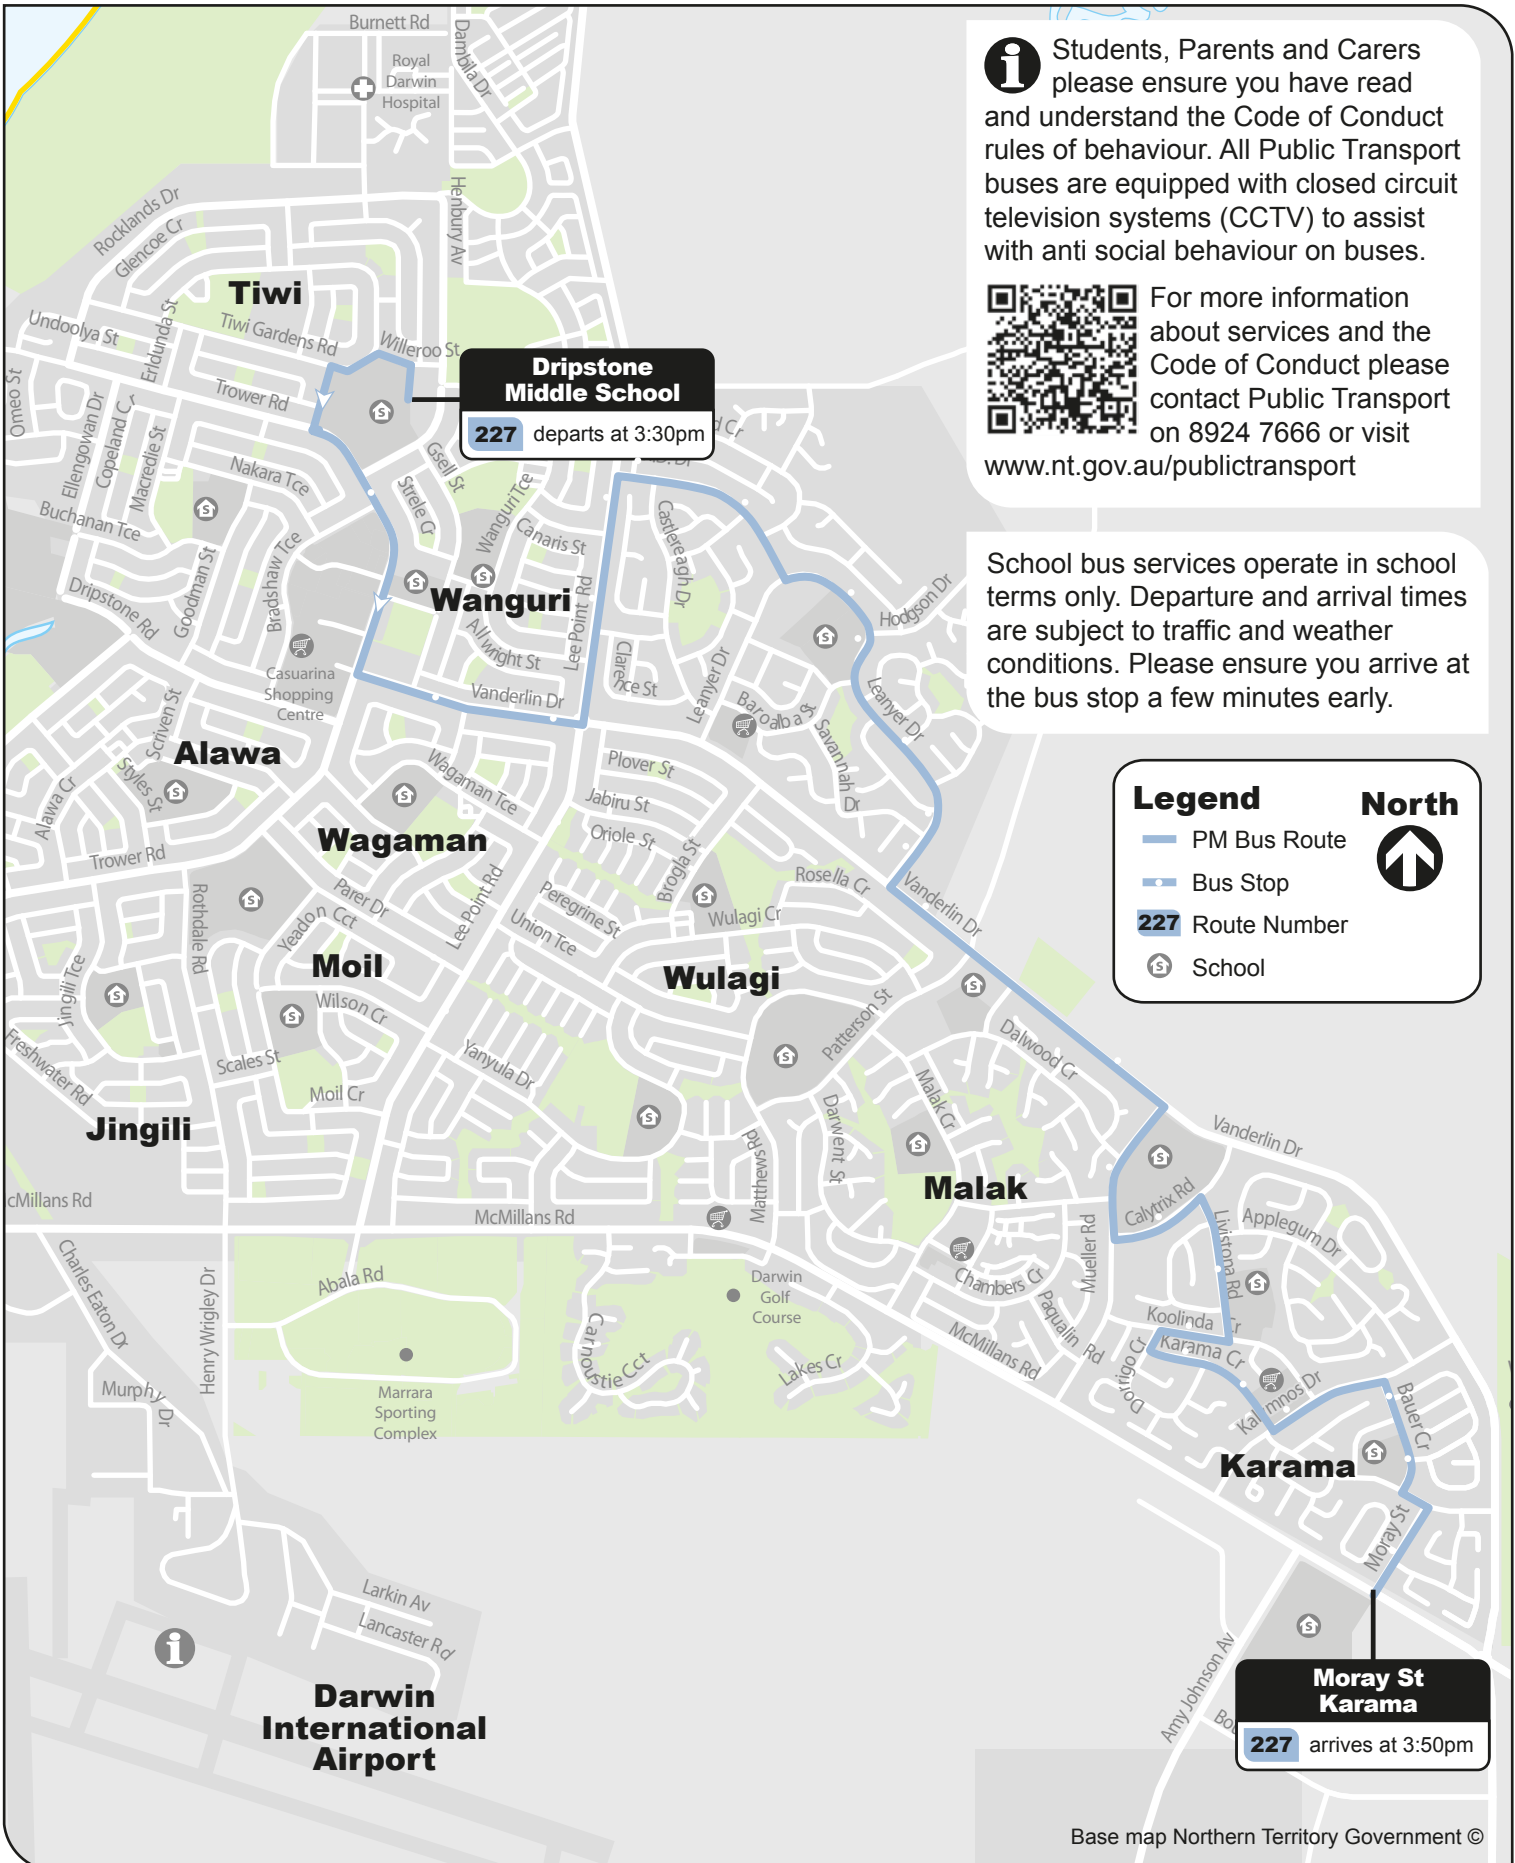 Burnett Rd
Dambila Dr
Royal
Darwin
Hospital
Henbury Av
Rocklands Dr
Glencoe Cr
Tiwi
Undoolya St
Erldunda St
Tiwi Gardens Rd
Willeroo St
Omeo St
Trower Rd
Ellengowan Dr
Copeland Cr
Macredie St
Nakara Tce
Buchanan Tce
Dripstone
Middle School
227 departs at 3:30pm
Gsell St
Strele Cr
Wanguri Tce
Canaris St
Castlereagh Dr
Bradshaw Tce
Goodman St
Dripstone Rd
Wanguri
Lee Point Rd
Hodgson Dr
Allwright St
Clarence St
Casuarina
Shopping
Centre
Vanderlin Dr
Leanyer Dr
Baroalba St
Savannah Dr
Leanyer Dr
Scriven St
Alawa
Styles St
Alawa Cr
Wagaman Tce
Plover St
Jabiru St
Oriole St
Wagaman
Trower Rd
Rothdale Rd
Parer Dr
Yeadon Cct
Lee Point Rd
Peregrine St
Union Tce
Brogla St
Rosella Cr
Wulagi Cr
Vanderlin Dr
Moil
Wulagi
Jingili Tce
Wilson Cr
Freshwater Rd
Scales St
Moil Cr
Yanyula Dr
Patterson St
Dalwood Cr
Malak Cr
Darwent St
Jingili
Matthews Rd
Vanderlin Dr
Malak
cMillans Rd
McMillans Rd
Calytrix Rd
Mueller Rd
Livistona Rd
Applegum Dr
Charles Eaton Dr
Henry Wrigley Dr
Abala Rd
Carnoustie Cct
Darwin
Golf
Course
Chambers Cr
Paqualin Rd
Koolinda Cr
Karama Cr
McMillans Rd
Dorrigo Cr
Lakes Cr
Murphy Dr
Marrara
Sporting
Complex
Bauer Cr
Karama
Moray St
Larkin Av
Lancaster Rd
Amy Johnson Av
Darwin
International
Airport
Moray St
Karama
227 arrives at 3:50pm
Students, Parents and Carers
please ensure you have read
and understand the Code of Conduct
rules of behaviour. All Public Transport
buses are equipped with closed circuit
television systems (CCTV) to assist
with anti social behaviour on buses.
For more information
about services and the
Code of Conduct please
contact Public Transport
on 8924 7666 or visit
www.nt.gov.au/publictransport
School bus services operate in school
terms only. Departure and arrival times
are subject to traffic and weather
conditions. Please ensure you arrive at
the bus stop a few minutes early.
Legend
North
PM Bus Route
Bus Stop
227 Route Number
School
Base map Northern Territory Government ©